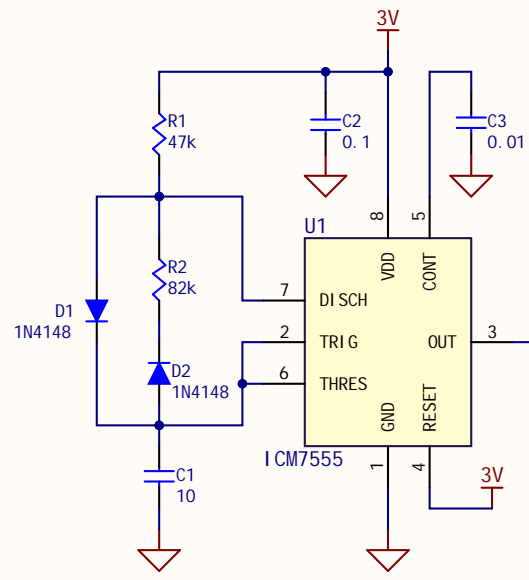 3V
R1
47k
C2
0.1
C3
0.01
U1
8
5
VDD
CONT
R2
82k
7
DISCH
D1
1N4148
2
TRIG
OUT
3
D2
1N4148
6
THRES
GND
RESET
ICM7555
1
4
C1
10
3V